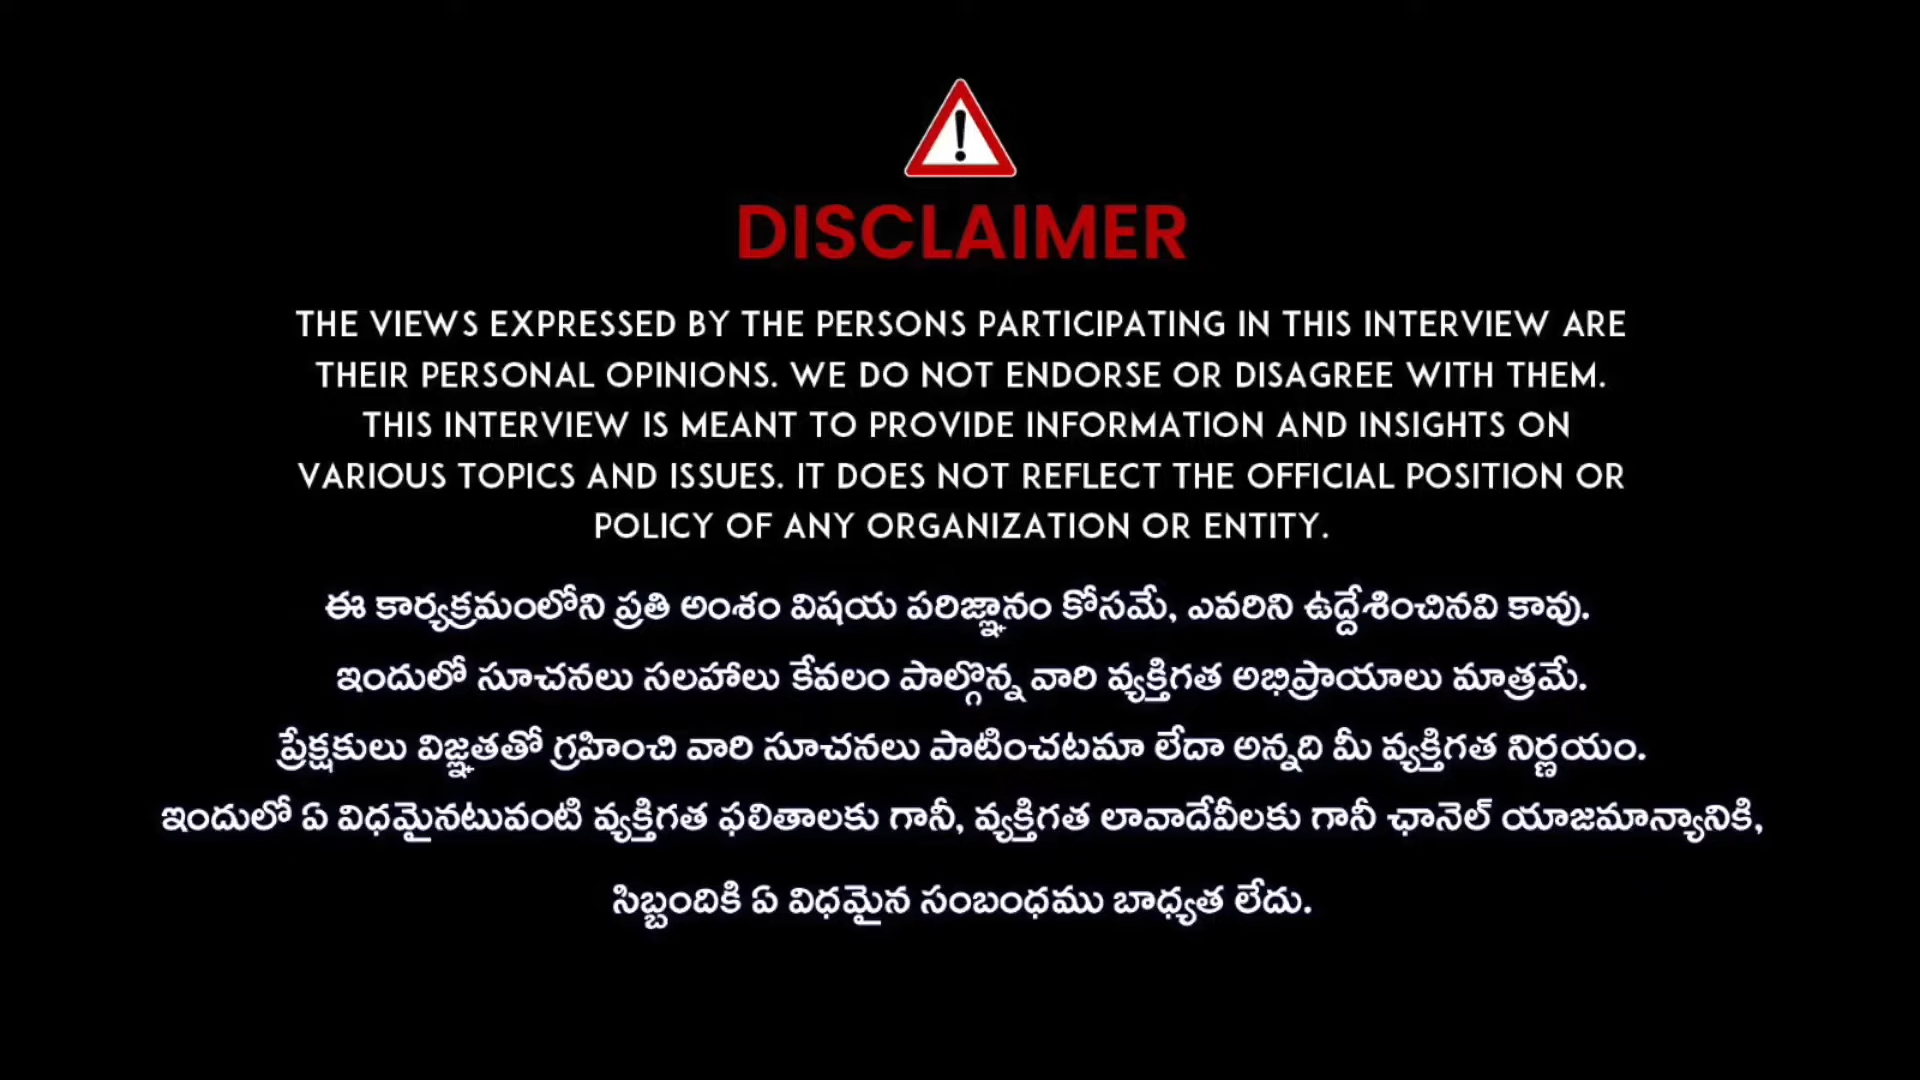 DISCLAIMER
THE VIEWS EXPRESSED BY THE PERSONS PARTICIPATING IN THIS INTERVIEW ARE
THEIR PERSONAL OPINIONS. WE DO NOT ENDORSE OR DISAGREE WITH THEM.
THIS INTERVIEW IS MEANT TO PROVIDE INFORMATION AND INSIGHTS ON
VARIOUS TOPICS AND ISSUES. IT DOES NOT REFLECT THE OFFICIAL POSITION OR
POLICY OF ANY ORGANIZATION OR ENTITY.
ఈ కార్యక్రమంలోని ప్రతి అంశం విషయ పరిజ్ఞానం కోసమే, ఎవరిని ఉద్దేశించినవి కావు.
ఇందులో సూచనలు సలహాలు కేవలం పాల్గొన్న వారి వ్యక్తిగత అభిప్రాయాలు మాత్రమే.
ప్రేక్షకులు విజ్ఞతతో గ్రహించి వారి సూచనలు పాటించటమా లేదా అన్నది మీ వ్యక్తిగత నిర్ణయం.
ఇందులో ఏ విధమైనటువంటి వ్యక్తిగత ఫలితాలకు గానీ, వ్యక్తిగత లావాదేవీలకు గానీ ఛానెల్ యాజమాన్యానికి,
సిబ్బందికి ఏ విధమైన సంబంధము బాధ్యత లేదు.